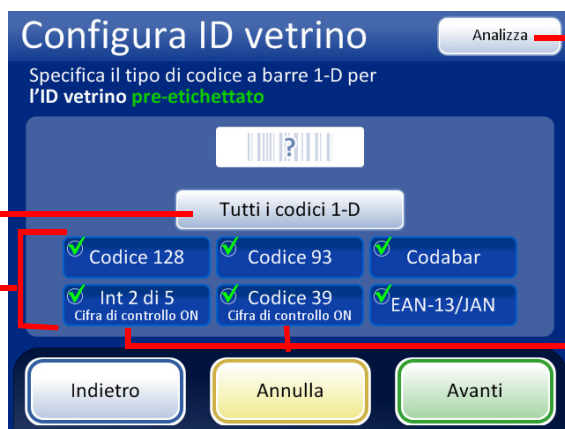 Configura ID vetrino
Analizza
Specifica il tipo di codice a barre 1-D per
l'ID vetrino pre-etichettato
?
Tutti i codici 1-D
Codice 128
Codice 93
Codabar
Int 2 di 5
Cifra di controllo ON
Codice 39
Cifra di controllo ON
EAN-13/JAN
Indietro
Annulla
Avanti